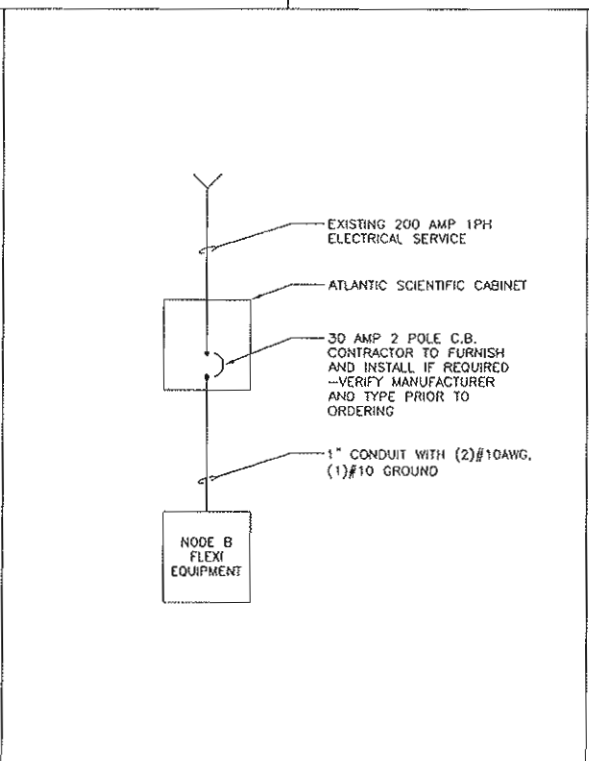 EXISTING 200 AMP 1PH
ELECTRICAL SERVICE
ATLANTIC SCIENTIFIC CABINET
30 AMP 2 POLE C.B.
CONTRACTOR TO FURNISH
AND INSTALL IF REQUIRED
-VERIFY MANUFACTURER
AND TYPE PRIOR TO
ORDERING
1" CONDUIT WITH (2)#10AWG,
(1)#10 GROUND
NODE B
FLEXI
EQUIPMENT